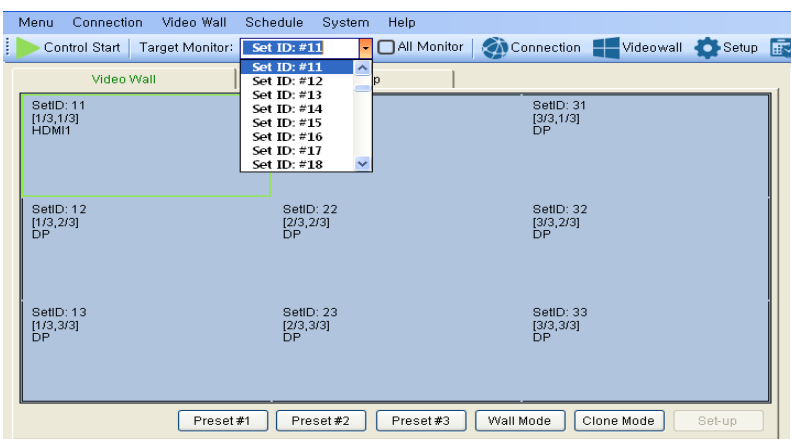 Menu Connection Video Wall Schedule System Help
Control Start Target Monitor: Set ID: #11 All Monitor Connection Videowall Setup
Video Wall p
Set ID: #11
Set ID: #12
Set ID: #13
Set ID: #14
Set ID: #15
Set ID: #16
Set ID: #17
Set ID: #18
SetID: 11
[1/3,1/3]
HDMI1
SetID: 31
[3/3,1/3]
DP
SetID: 12
[1/3,2/3]
DP
SetID: 22
[2/3,2/3]
DP
SetID: 32
[3/3,2/3]
DP
SetID: 13
[1/3,3/3]
DP
SetID: 23
[2/3,3/3]
DP
SetID: 33
[3/3,3/3]
DP
Preset#1 Preset#2 Preset#3 Wall Mode Clone Mode Set-up